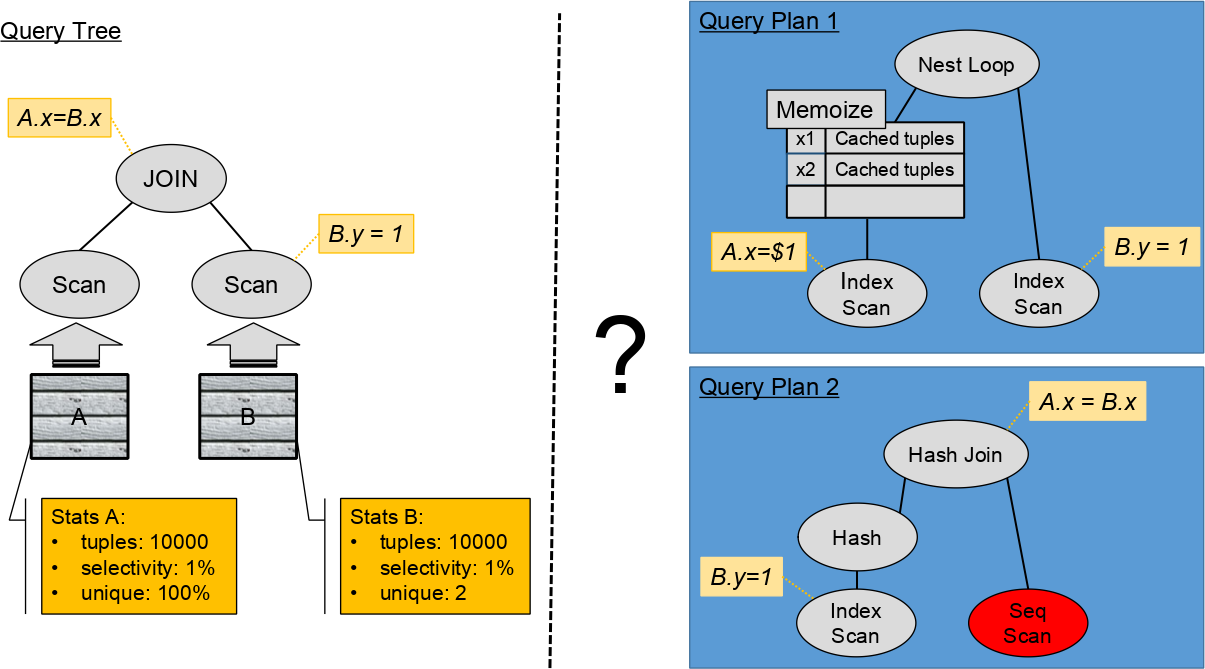 Query Tree
A.x=B.x
JOIN
B.y = 1
Scan
Scan
A
B
Stats A:
• tuples: 10000
• selectivity: 1%
• unique: 100%
Stats B:
• tuples: 10000
• selectivity: 1%
• unique: 2
?
Query Plan 1
Nest Loop
Memoize
x1 Cached tuples
x2 Cached tuples
A.x=$1
B.y = 1
Index
Scan
Index
Scan
Query Plan 2
A.x = B.x
Hash Join
Hash
B.y=1
Index
Scan
Seq
Scan